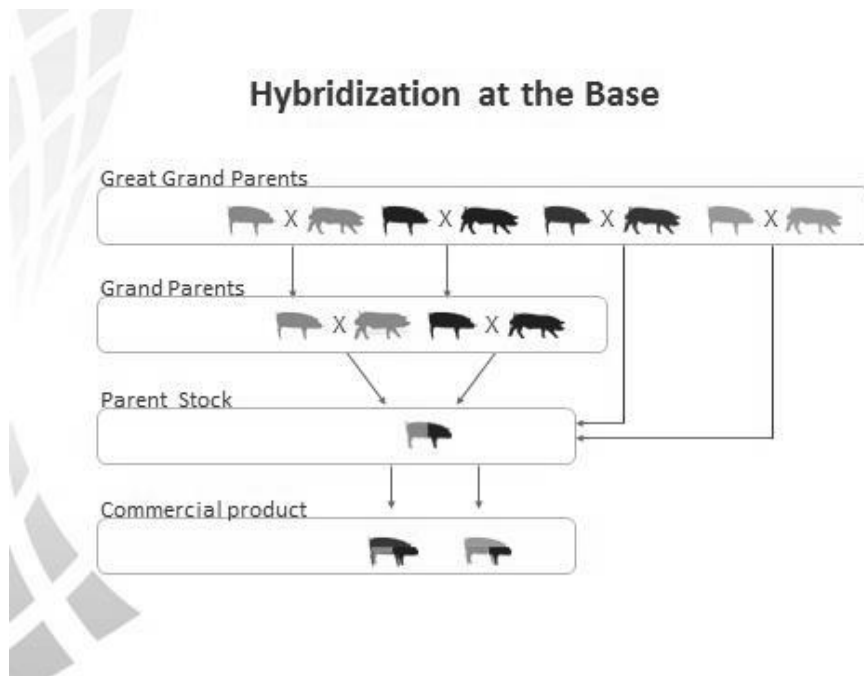 Hybridization at the Base
Great Grand Parents
X X X X
Grand Parents
X X
Parent Stock
Commercial product